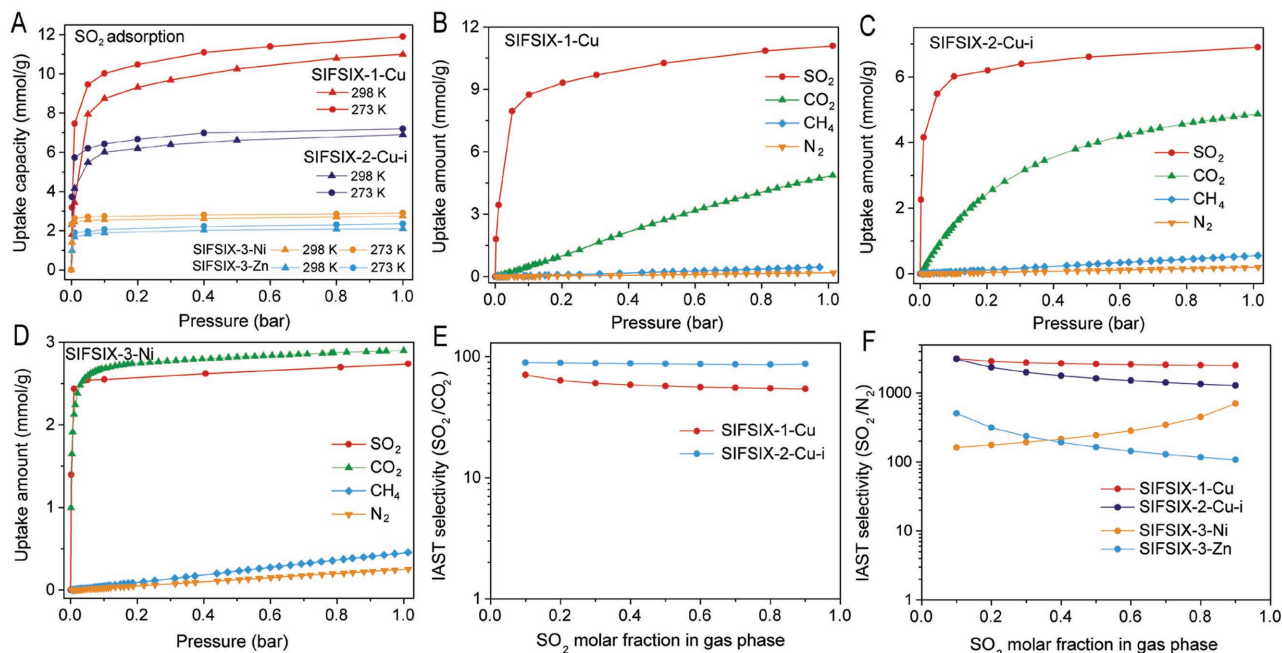 A
SO2 adsorption
SIFSIX-1-Cu
298 K
273 K
SIFSIX-2-Cu-i
298 K
273 K
SIFSIX-3-Ni 298 K 273 K
SIFSIX-3-Zn 298 K 273 K
Uptake capacity (mmol/g)
14
12
10
8
6
4
2
0
0.0 0.2 0.4 0.6 0.8 1.0
Pressure (bar)
B
SIFSIX-1-Cu
SO2
CO2
CH4
N2
Uptake amount (mmol/g)
12
9
6
3
0
0.0 0.2 0.4 0.6 0.8 1.0
Pressure (bar)
C
SIFSIX-2-Cu-i
SO2
CO2
CH4
N2
Uptake amount (mmol/g)
8
6
4
2
0
0.0 0.2 0.4 0.6 0.8 1.0
Pressure (bar)
D
SIFSIX-3-Ni
SO2
CO2
CH4
N2
Uptake amount (mmol/g)
3
2
1
0
0.0 0.2 0.4 0.6 0.8 1.0
Pressure (bar)
E
SIFSIX-1-Cu
SIFSIX-2-Cu-i
IAST selectivity (SO2/CO2)
100
10
1
0.0 0.2 0.4 0.6 0.8 1.0
SO2 molar fraction in gas phase
F
SIFSIX-1-Cu
SIFSIX-2-Cu-i
SIFSIX-3-Ni
SIFSIX-3-Zn
IAST selectivity (SO2/N2)
1000
100
10
1
0.0 0.2 0.4 0.6 0.8 1.0
SO2 molar fraction in gas phase